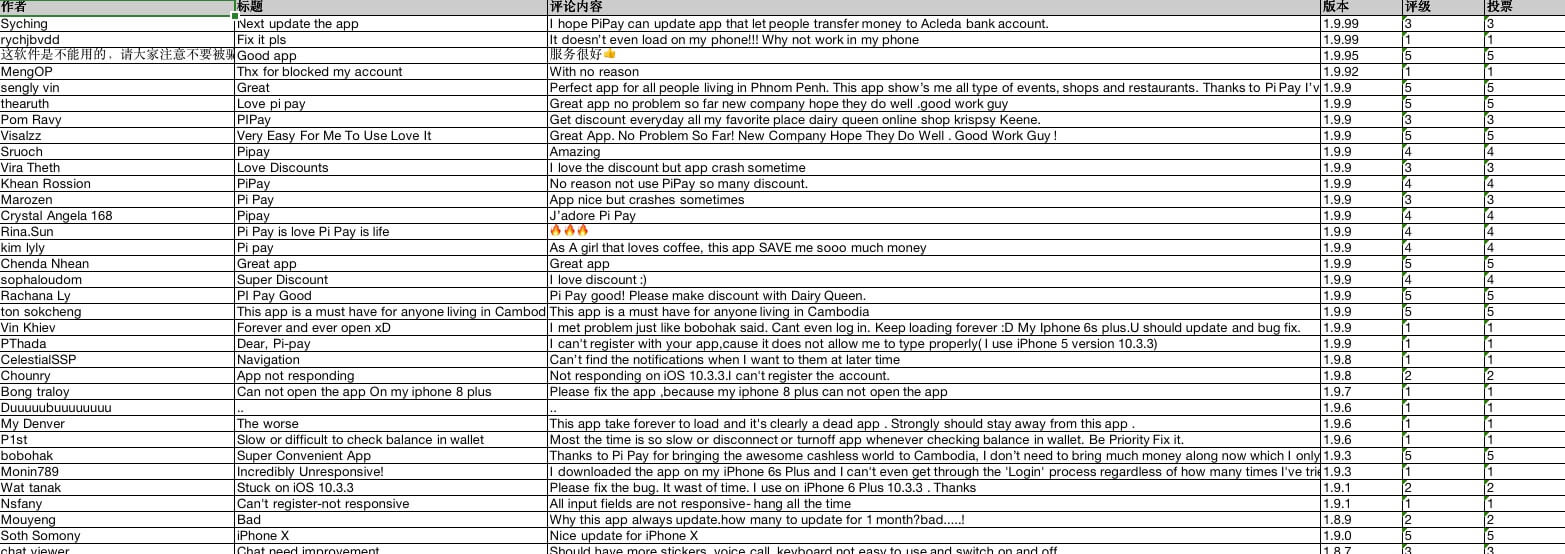 作者 标题 评论内容 版本 评级 投票
Syching Next update the app I hope PiPay can update app that let people transfer money to Acleda bank account. 1.9.99 3 3
rychjbvdd Fix it pls It doesn't even load on my phone!!! Why not work in my phone 1.9.99 1 1
这软件是不能用的，请大家注意不要被骗 Good app 服务很好👍 1.9.95 5 5
MengOP Thx for blocked my account With no reason 1.9.92 1 1
sengly vin Great Perfect app for all people living in Phnom Penh. This app show's me all type of events, shops and restaurants. Thanks to Pi Pay I'v 1.9.9 5 5
thearuth Love pi pay Great app no problem so far new company hope they do well .good work guy 1.9.9 5 5
Pom Ravy PIPay Get discount everyday all my favorite place dairy queen online shop krispsy Keene. 1.9.9 3 3
Visalzz Very Easy For Me To Use Love It Great App. No Problem So Far! New Company Hope They Do Well . Good Work Guy ! 1.9.9 5 5
Sruoch Pipay Amazing 1.9.9 4 4
Vira Theth Love Discounts I love the discount but app crash sometime 1.9.9 3 3
Khean Rossion PiPay No reason not use PiPay so many discount. 1.9.9 4 4
Marozen Pi Pay App nice but crashes sometimes 1.9.9 3 3
Crystal Angela 168 Pipay J'adore Pi Pay 1.9.9 4 4
Rina.Sun Pi Pay is love Pi Pay is life 🔥🔥🔥 1.9.9 4 4
kim lyly Pi pay As A girl that loves coffee, this app SAVE me sooo much money 1.9.9 4 4
Chenda Nhean Great app Great app 1.9.9 5 5
sophaloudom Super Discount I love discount :) 1.9.9 4 4
Rachana Ly PI Pay Good Pi Pay good! Please make discount with Dairy Queen. 1.9.9 5 5
ton sokcheng This app is a must have for anyone living in Cambod This app is a must have for anyone living in Cambodia 1.9.9 5 5
Vin Khiev Forever and ever open xD I met problem just like bobohak said. Cant even log in. Keep loading forever :D My Iphone 6s plus.U should update and bug fix. 1.9.9 1 1
PThada Dear, Pi-pay I can't register with your app,cause it does not allow me to type properly( I use iPhone 5 version 10.3.3) 1.9.9 1 1
CelestialSSP Navigation Can't find the notifications when I want to them at later time 1.9.8 1 1
Chounry App not responding Not responding on iOS 10.3.3.I can't register the account. 1.9.8 2 2
Bong traloy Can not open the app On my iphone 8 plus Please fix the app ,because my iphone 8 plus can not open the app 1.9.7 1 1
Duuuuubuuuuuuuu .. .. 1.9.6 1 1
My Denver The worse This app take forever to load and it's clearly a dead app . Strongly should stay away from this app . 1.9.6 1 1
P1st Slow or difficult to check balance in wallet Most the time is so slow or disconnect or turnoff app whenever checking balance in wallet. Be Priority Fix it. 1.9.6 1 1
bobohak Super Convenient App Thanks to Pi Pay for bringing the awesome cashless world to Cambodia, I don't need to bring much money along now which I only 1.9.3 5 5
Monin789 Incredibly Unresponsive! I downloaded the app on my iPhone 6s Plus and I can't even get through the 'Login' process regardless of how many times I've trie 1.9.3 1 1
Wat tanak Stuck on iOS 10.3.3 Please fix the bug. It wast of time. I use on iPhone 6 Plus 10.3.3 . Thanks 1.9.1 2 2
Nsfany Can't register-not responsive All input fields are not responsive- hang all the time 1.9.1 1 1
Mouyeng Bad Why this app always update.how many to update for 1 month?bad.....! 1.8.9 2 2
Soth Somony iPhone X Nice update for iPhone X 1.9.0 5 5
chat viewer Chat need improvement Should have more stickers, voice call, keyboard not easy to use and switch on and off 1.8.7 3 3